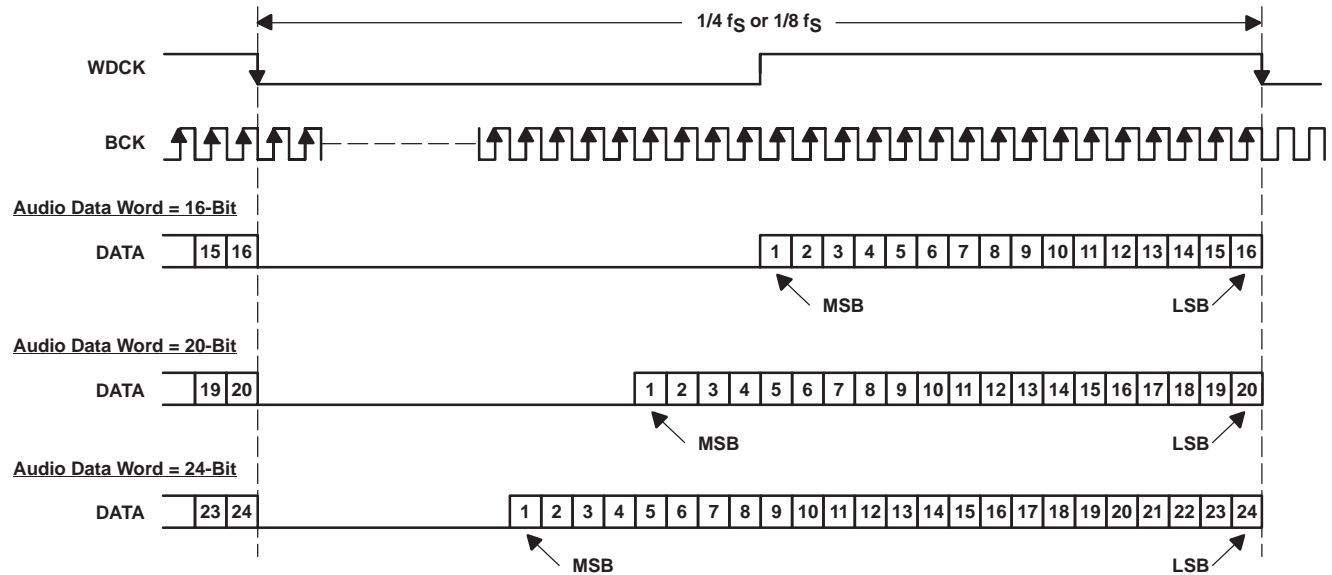 1/4 fS or 1/8 fS
WDCK
BCK
Audio Data Word = 16-Bit
DATA 15 16 1 2 3 4 5 6 7 8 9 10 11 12 13 14 15 16
MSB LSB
Audio Data Word = 20-Bit
DATA 19 20 1 2 3 4 5 6 7 8 9 10 11 12 13 14 15 16 17 18 19 20
MSB LSB
Audio Data Word = 24-Bit
DATA 23 24 1 2 3 4 5 6 7 8 9 10 11 12 13 14 15 16 17 18 19 20 21 22 23 24
MSB LSB